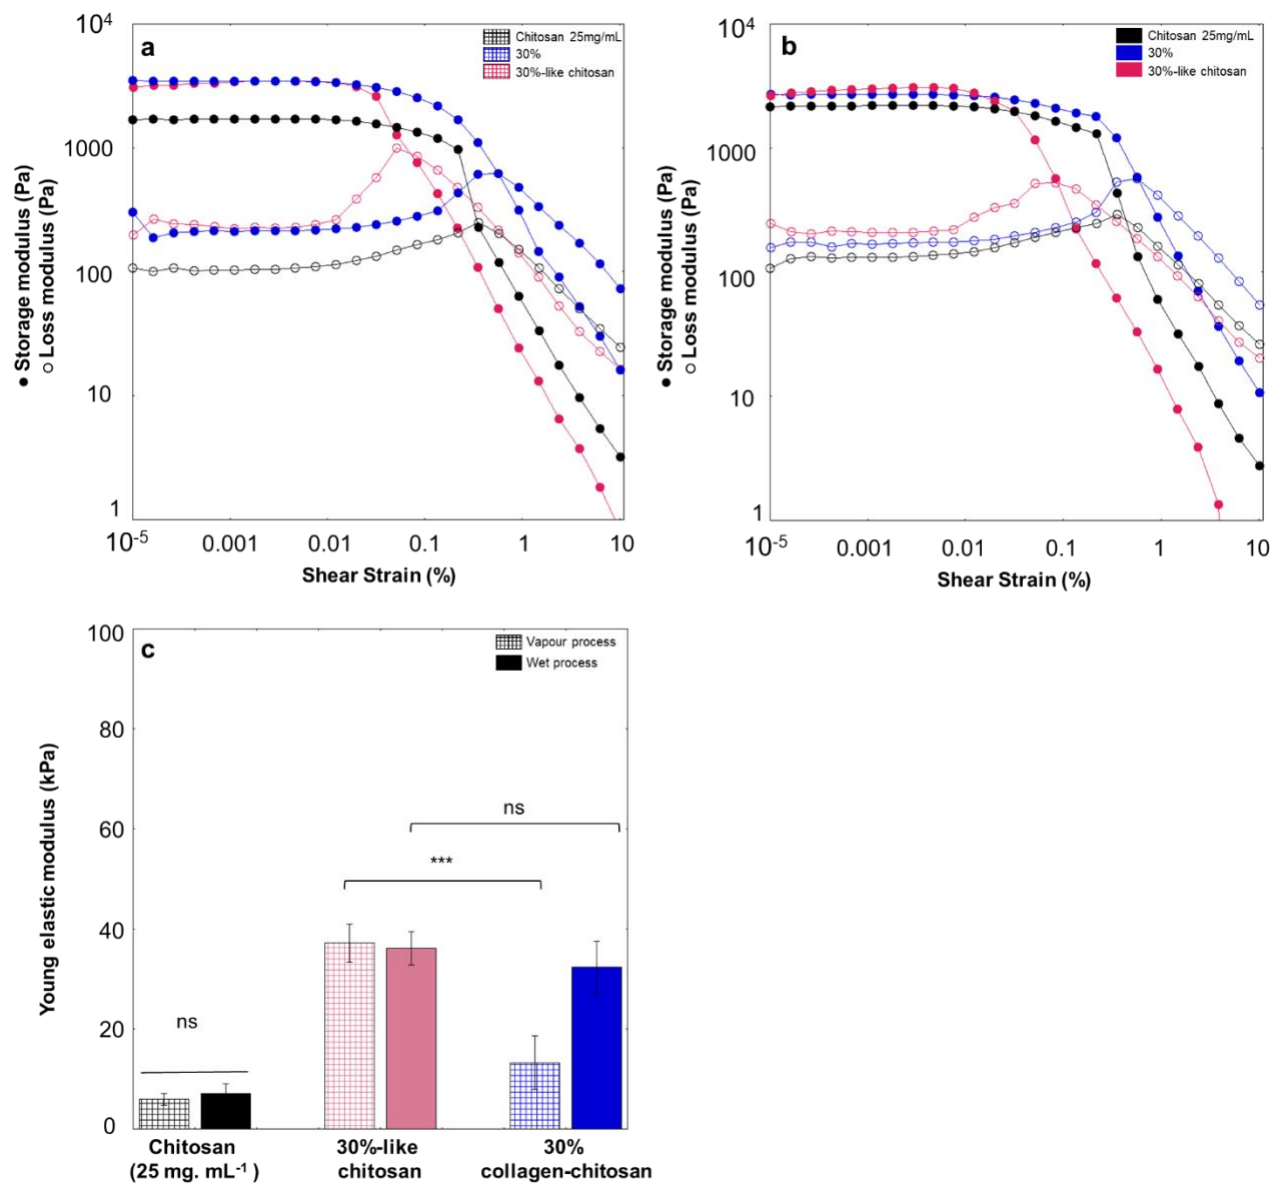 a
10⁴
1000
100
10
1
● Storage modulus (Pa)
○ Loss modulus (Pa)
Chitosan 25mg/mL
30%
30%-like chitosan
10⁻⁵ 0.001 0.01 0.1 1 10
Shear Strain (%)
b
10⁴
1000
100
10
1
● Storage modulus (Pa)
○ Loss modulus (Pa)
Chitosan 25mg/mL
30%
30%-like chitosan
10⁻⁵ 0.001 0.01 0.1 1 10
Shear Strain (%)
c
100
80
60
40
20
0
Young elastic modulus (kPa)
Vapour process
Wet process
ns
***
ns
Chitosan
(25 mg. mL⁻¹ )
30%-like
chitosan
30%
collagen-chitosan